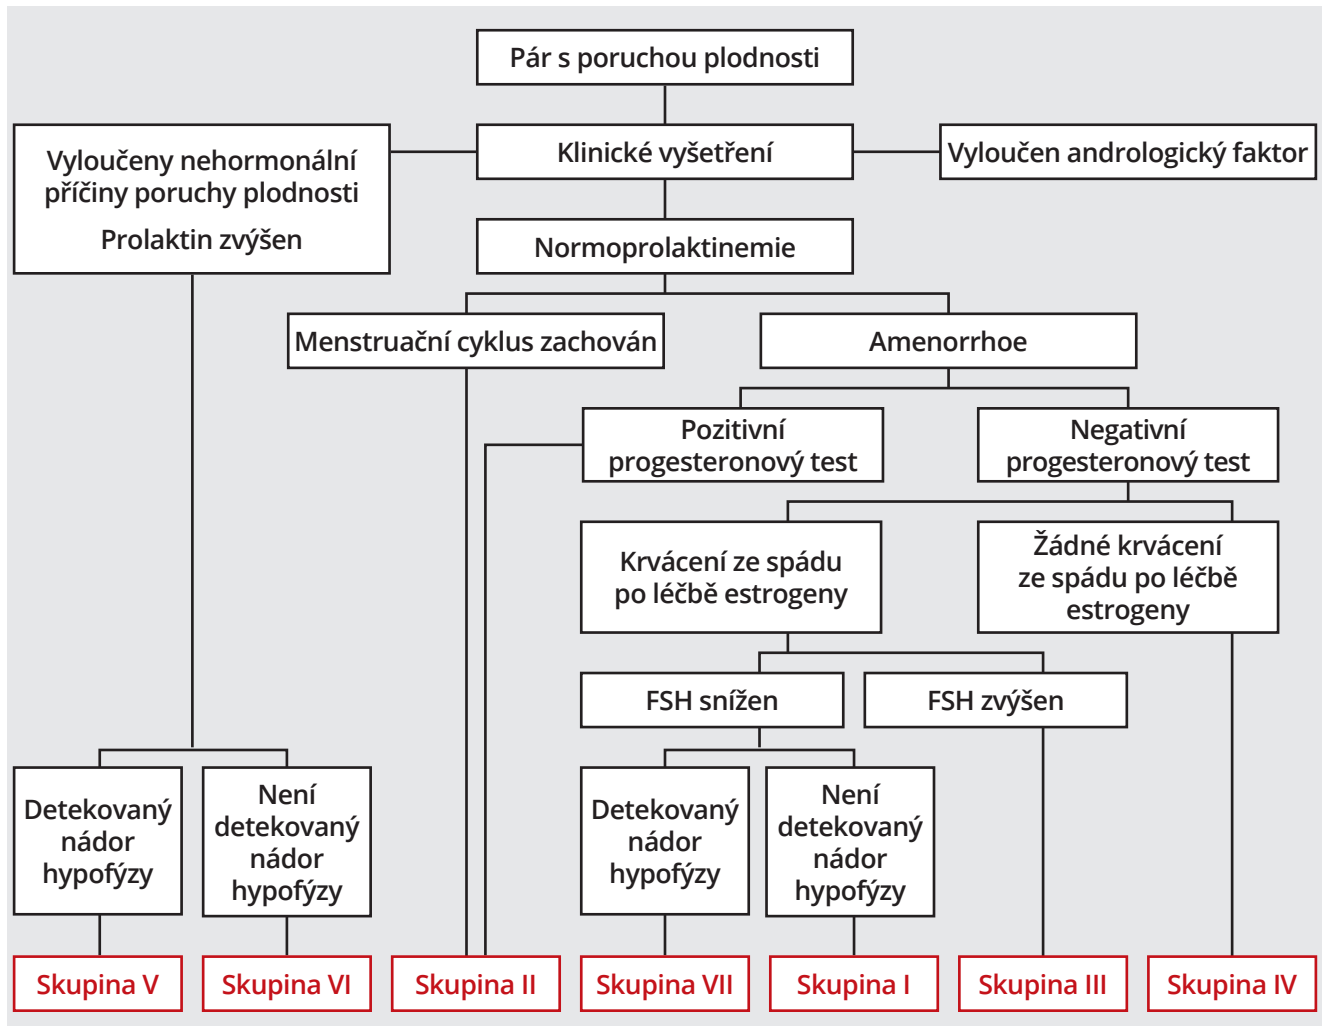 Pár s poruchou plodnosti
Vyloučeny nehormonální
příčiny poruchy plodnosti
Prolaktin zvýšen
Klinické vyšetření
Vyloučen andrologický faktor
Normoprolaktinemie
Menstruační cyklus zachován
Amenorrhoe
Pozitivní
progesteronový test
Negativní
progesteronový test
Krvácení ze spádu
po léčbě estrogeny
Žádné krvácení
ze spádu po léčbě
estrogeny
FSH snížen
FSH zvýšen
Detekovaný
nádor
hypofýzy
Není
detekovaný
nádor
hypofýzy
Detekovaný
nádor
hypofýzy
Není
detekovaný
nádor
hypofýzy
Skupina V
Skupina VI
Skupina II
Skupina VII
Skupina I
Skupina III
Skupina IV